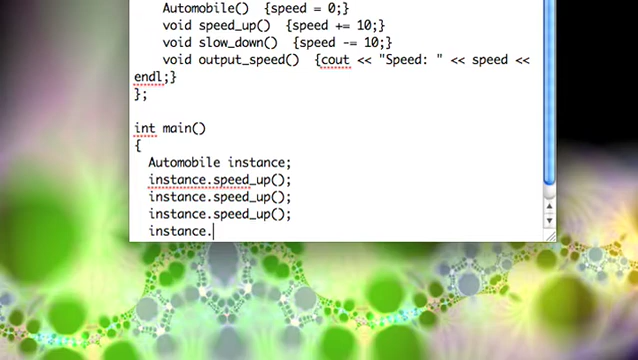 Automobile()  {speed = 0;}
void speed_up()  {speed += 10;}
void slow_down()  {speed -= 10;}
void output_speed()  {cout << "Speed: " << speed <<
endl;}
};
int main()
{
Automobile instance;
instance.speed_up();
instance.speed_up();
instance.speed_up();
instance.